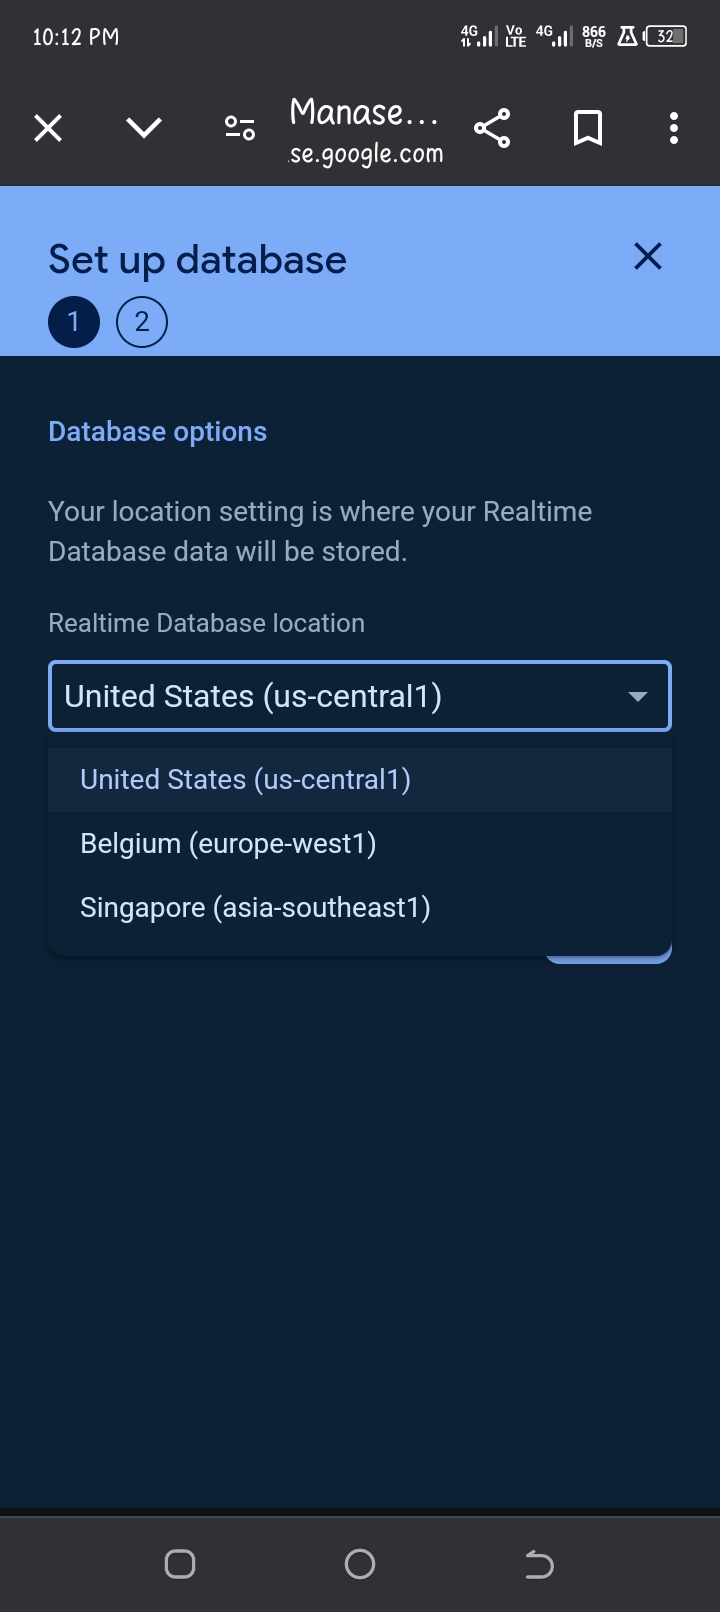 10:12 PM
4G Vo LTE 4G 866 B/S 32
Manase...
.se.google.com
Set up database
1 2
Database options
Your location setting is where your Realtime
Database data will be stored.
Realtime Database location
United States (us-central1)
United States (us-central1)
Belgium (europe-west1)
Singapore (asia-southeast1)